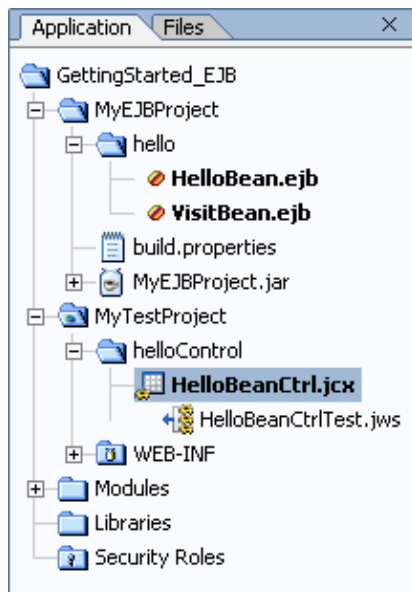 Application Files
GettingStarted_EJB
MyEJBProject
hello
HelloBean.ejb
VisitBean.ejb
build.properties
MyEJBProject.jar
MyTestProject
helloControl
HelloBeanCtrl.jcx
HelloBeanCtrlTest.jws
WEB-INF
Modules
Libraries
Security Roles